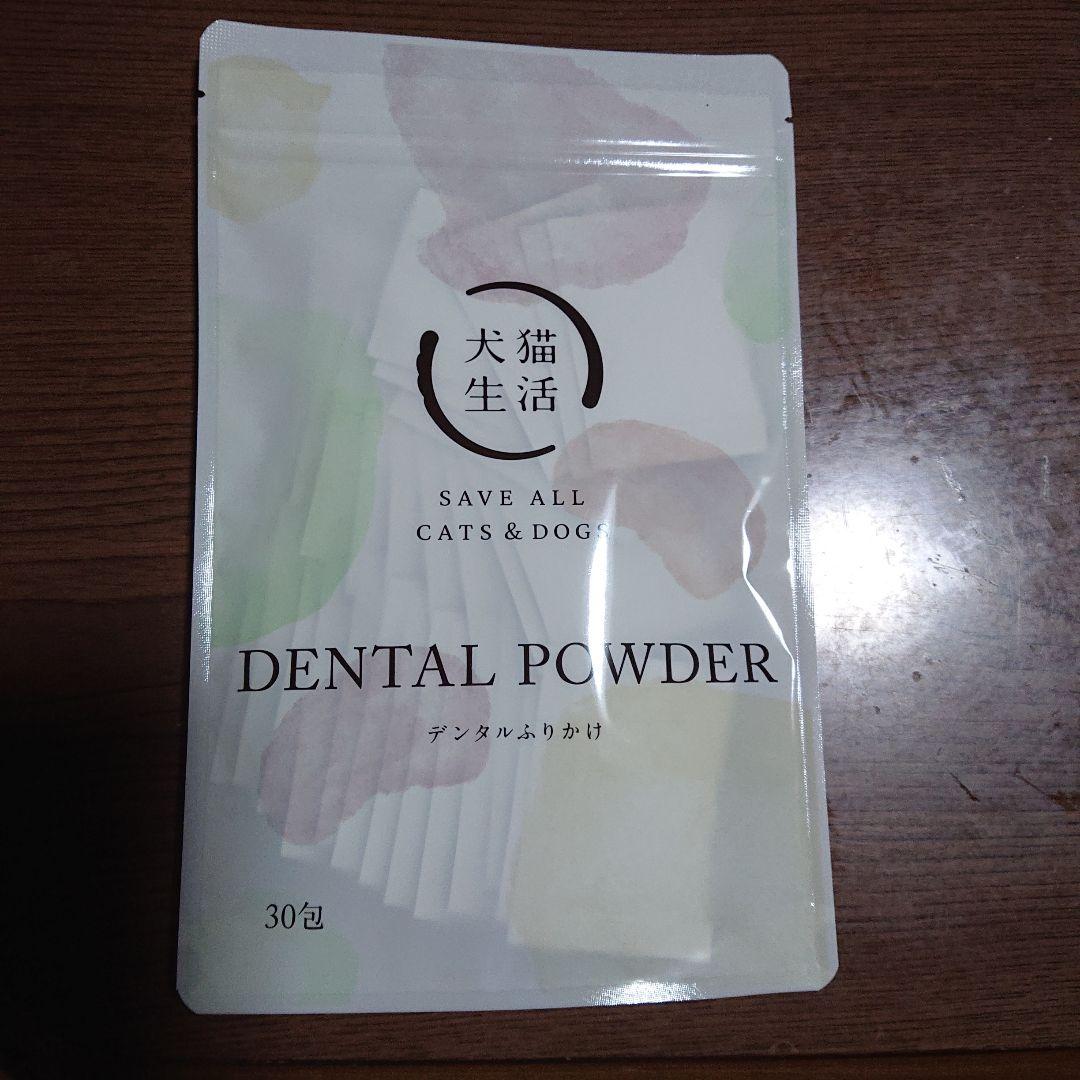 犬猫
生活
SAVE ALL
CATS & DOGS
DENTAL POWDER
デンタルふりかけ
30包